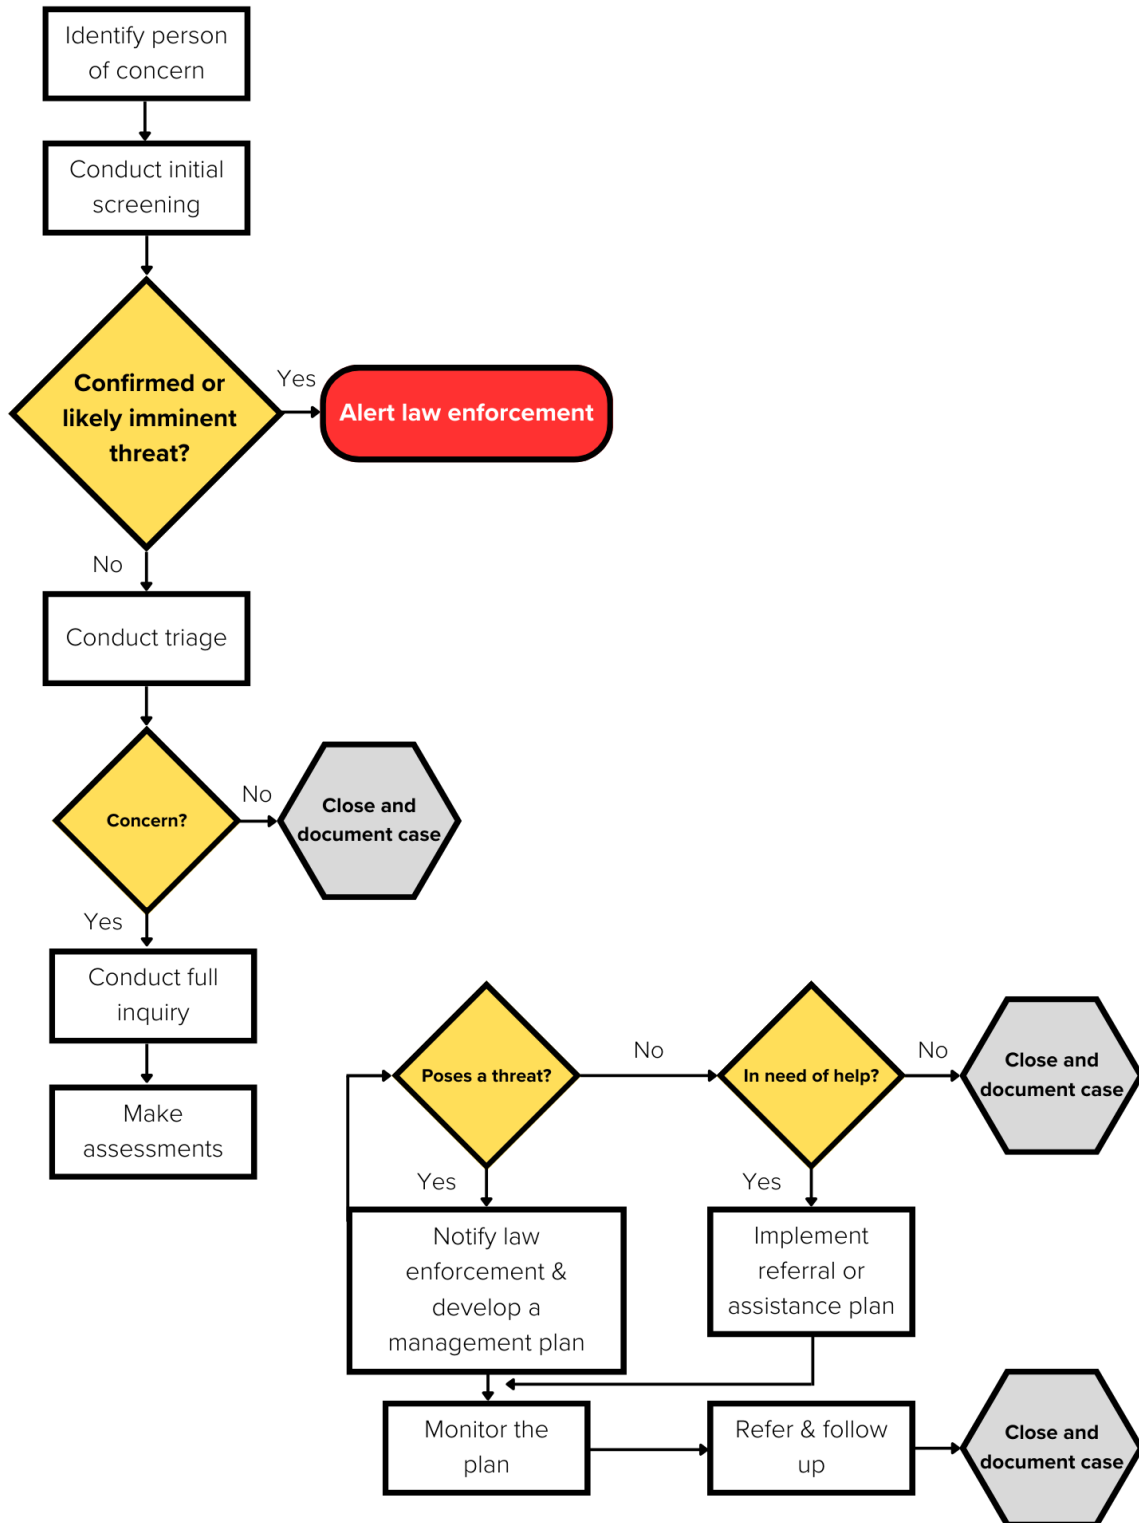 Identify person
of concern
Conduct initial
screening
Confirmed or
likely imminent
threat?
Yes
Alert law enforcement
No
Conduct triage
Concern?
No
Close and
document case
Yes
Conduct full
inquiry
Make
assessments
Poses a threat?
No
In need of help?
No
Close and
document case
Yes
Notify law
enforcement &
develop a
management plan
Yes
Implement
referral or
assistance plan
Monitor the
plan
Refer & follow
up
Close and
document case